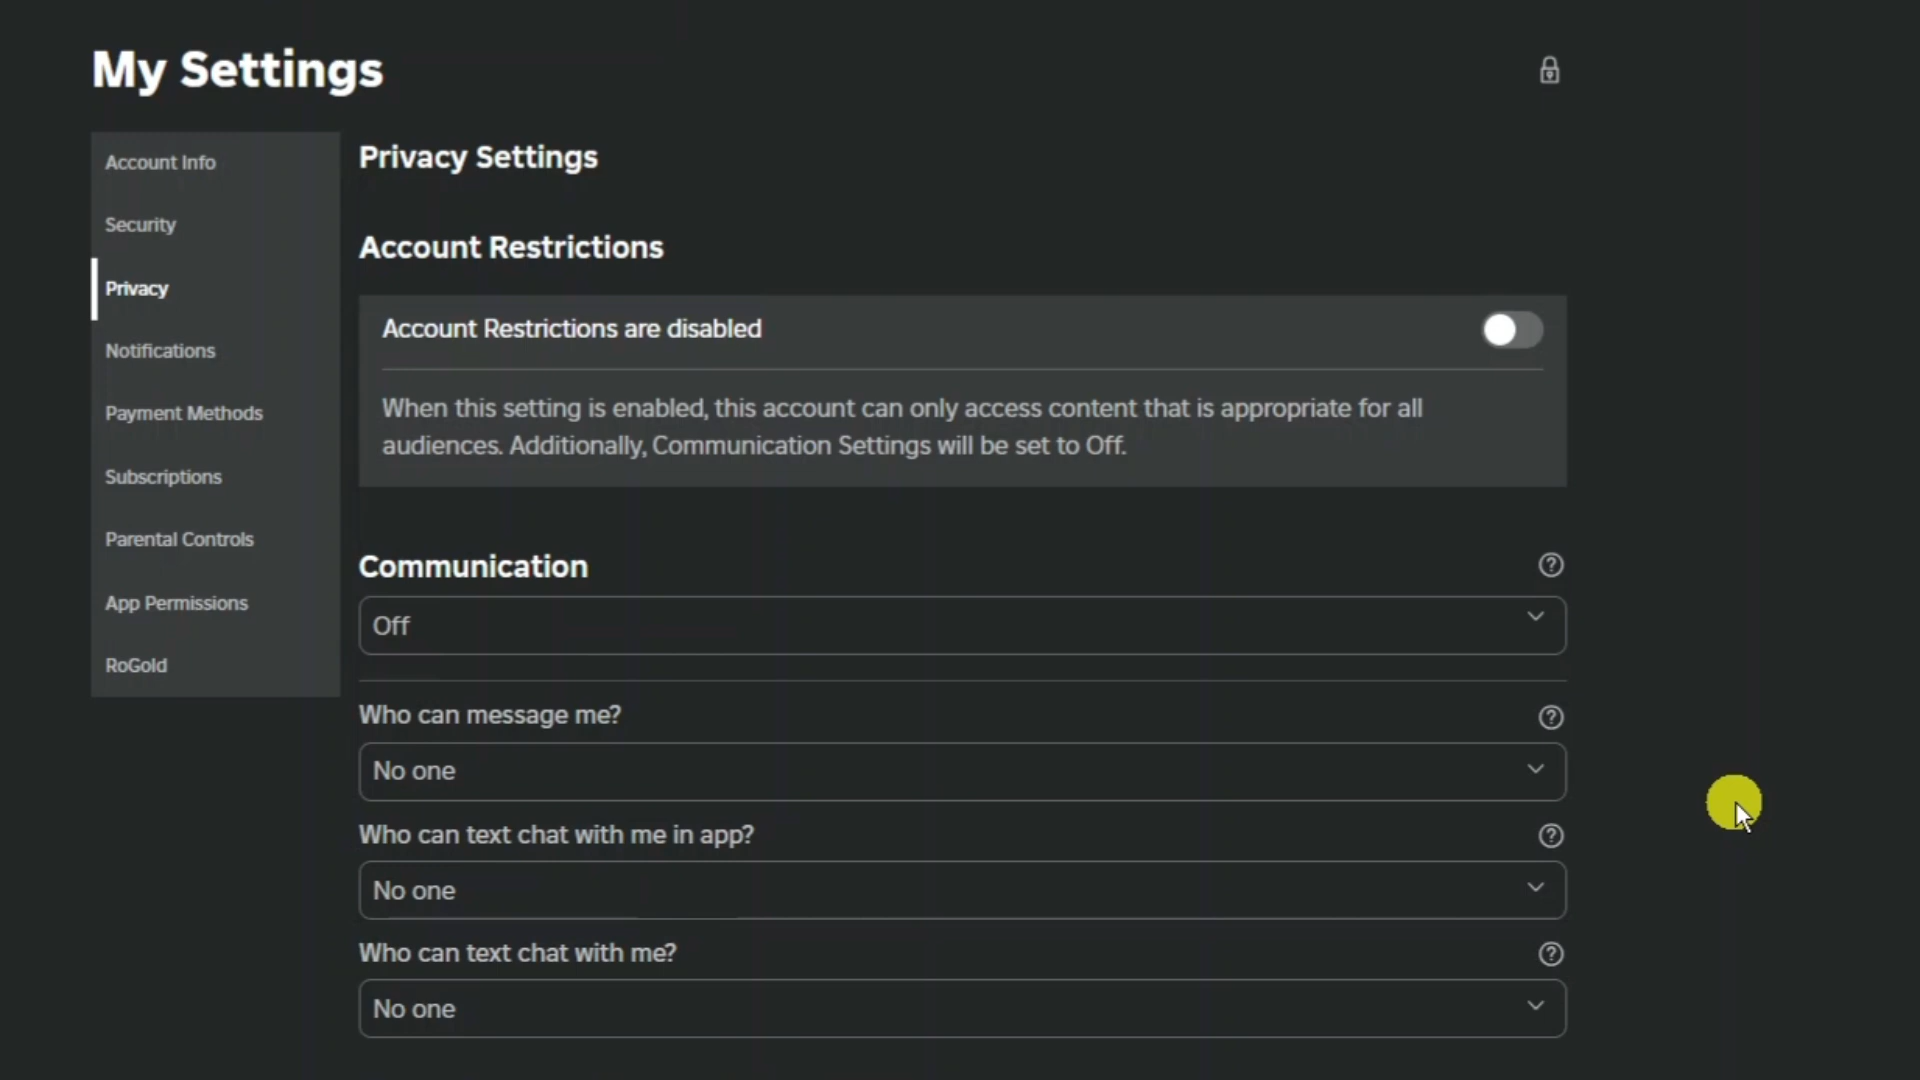 My Settings
Account Info
Security
Privacy
Notifications
Payment Methods
Subscriptions
Parental Controls
App Permissions
RoGold
Privacy Settings
Account Restrictions
Account Restrictions are disabled
When this setting is enabled, this account can only access content that is appropriate for all
audiences. Additionally, Communication Settings will be set to Off.
Communication
Off
Who can message me?
No one
Who can text chat with me in app?
No one
Who can text chat with me?
No one